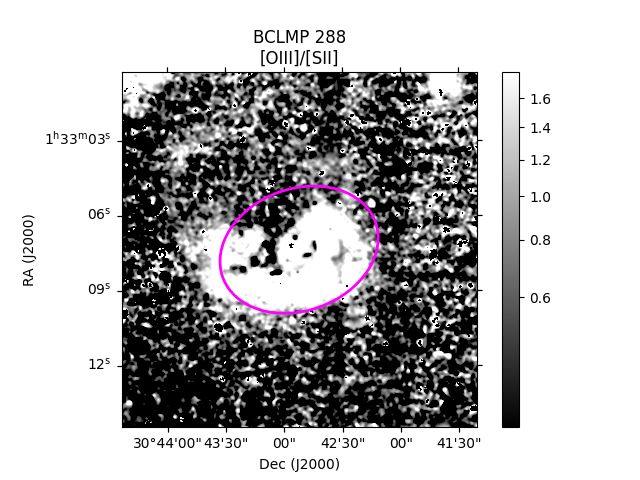 BCLMP 288
[OIII]/[SII]
RA (J2000)
1ʰ33ᵐ03ˢ
06ˢ
09ˢ
12ˢ
30°44'00" 43'30" 00" 42'30" 00" 41'30"
Dec (J2000)
1.6
1.4
1.2
1.0
0.8
0.6